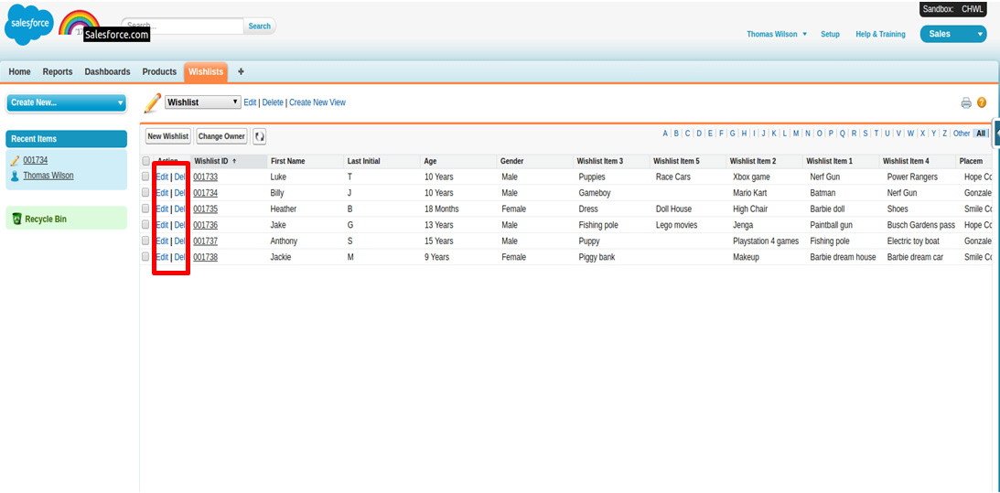 Sandbox: CHWL
salesforce
17
Search...
Search
Salesforce.com
Thomas Wilson
Setup
Help & Training
Sales
Home Reports Dashboards Products Wishlists +
Create New...
Wishlist
Edit | Delete | Create New View
Recent Items
001734
Thomas Wilson
Recycle Bin
New Wishlist Change Owner
A B C D E F G H I J K L M N O P Q R S T U V W X Y Z Other All
Action Wishlist ID First Name Last Initial Age Gender Wishlist Item 3 Wishlist Item 5 Wishlist Item 2 Wishlist Item 1 Wishlist Item 4 Placem
Edit | Del 001733 Luke T 10 Years Male Puppies Race Cars Xbox game Nerf Gun Power Rangers Hope Co
Edit | Del 001734 Billy J 10 Years Male Gameboy Mario Kart Batman Nerf Gun Gonzale
Edit | Del 001735 Heather B 18 Months Female Dress Doll House High Chair Barbie doll Shoes Smile Co
Edit | Del 001736 Jake G 13 Years Male Fishing pole Lego movies Jenga Paintball gun Busch Gardens pass Hope Co
Edit | Del 001737 Anthony S 15 Years Male Puppy Playstation 4 games Fishing pole Electric toy boat Gonzale
Edit | Del 001738 Jackie M 9 Years Female Piggy bank Makeup Barbie dream house Barbie dream car Smile Co